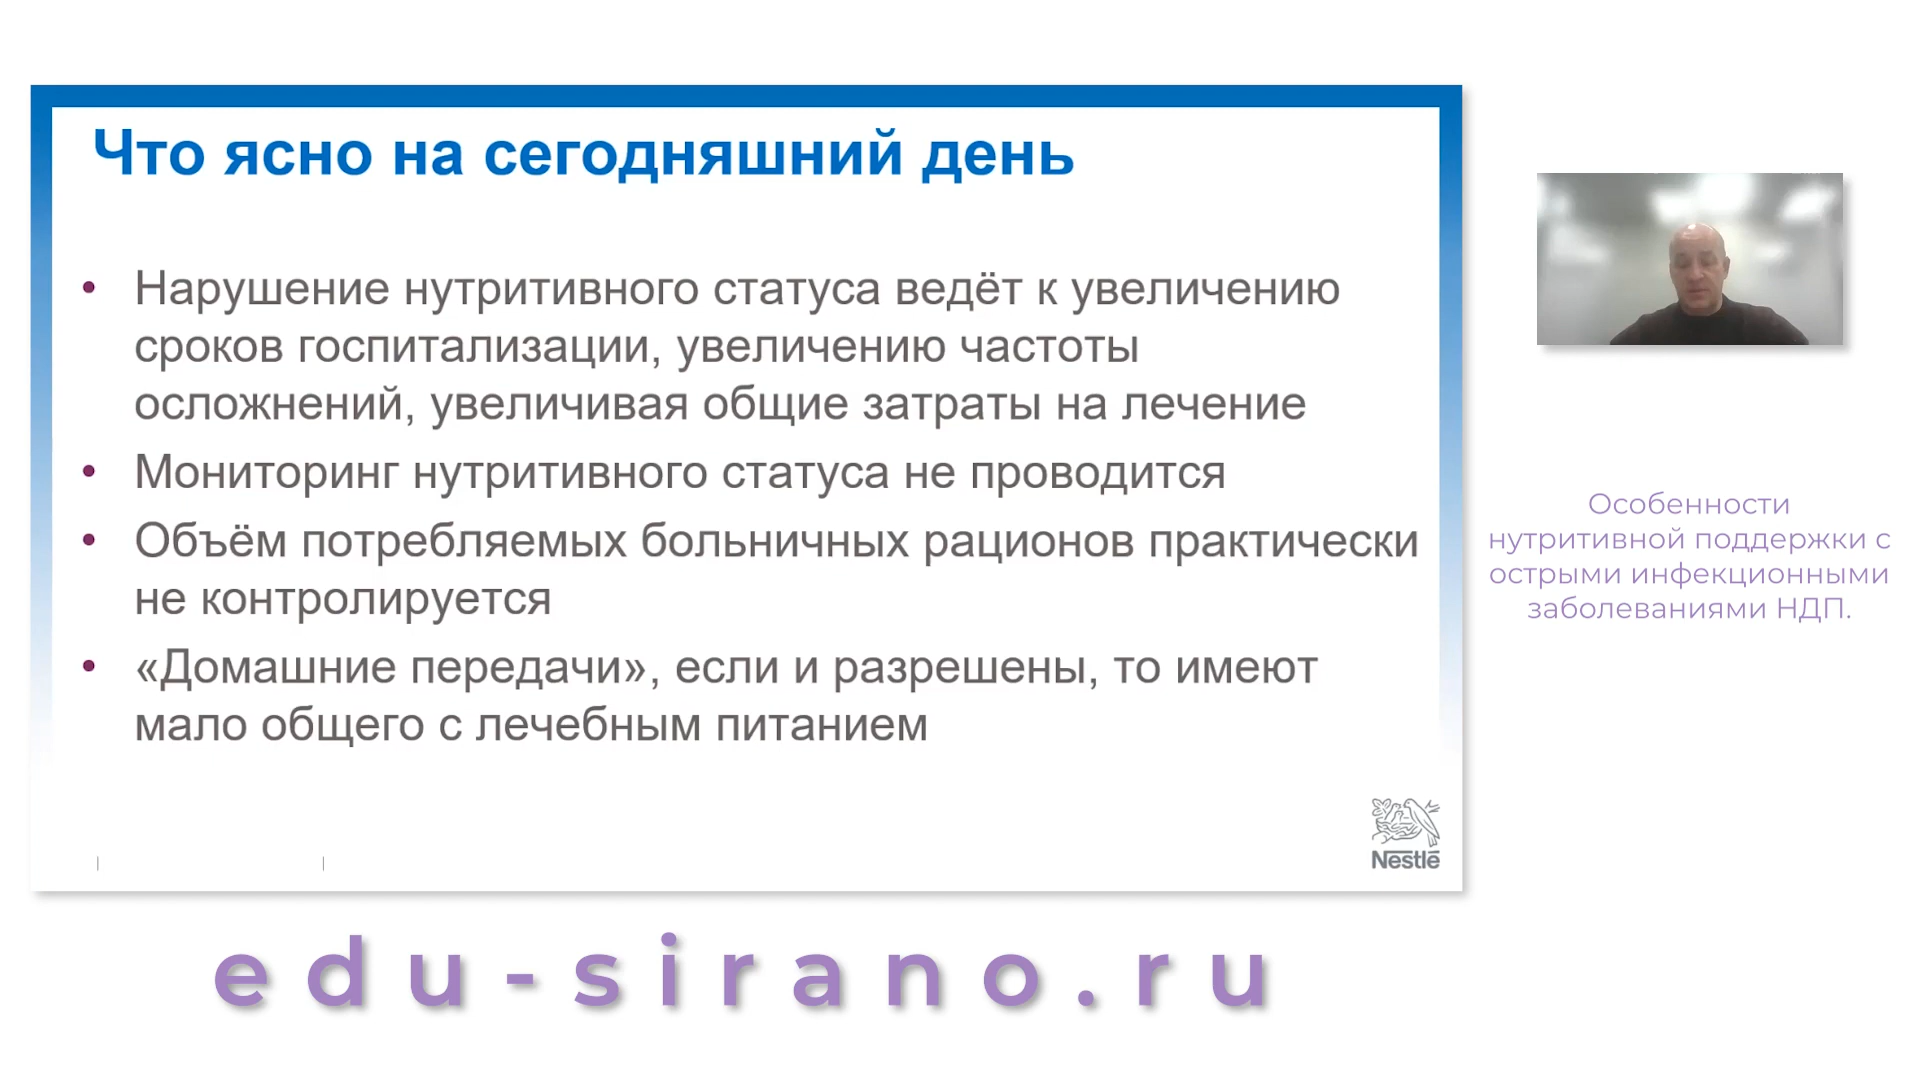 Что ясно на сегодняшний день
• Нарушение нутритивного статуса ведёт к увеличению
сроков госпитализации, увеличению частоты
осложнений, увеличивая общие затраты на лечение
• Мониторинг нутритивного статуса не проводится
• Объём потребляемых больничных рационов практически
не контролируется
• «Домашние передачи», если и разрешены, то имеют
мало общего с лечебным питанием
Nestlé
Особенности
нутритивной поддержки с
острыми инфекционными
заболеваниями НДП.
edu-sirano.ru